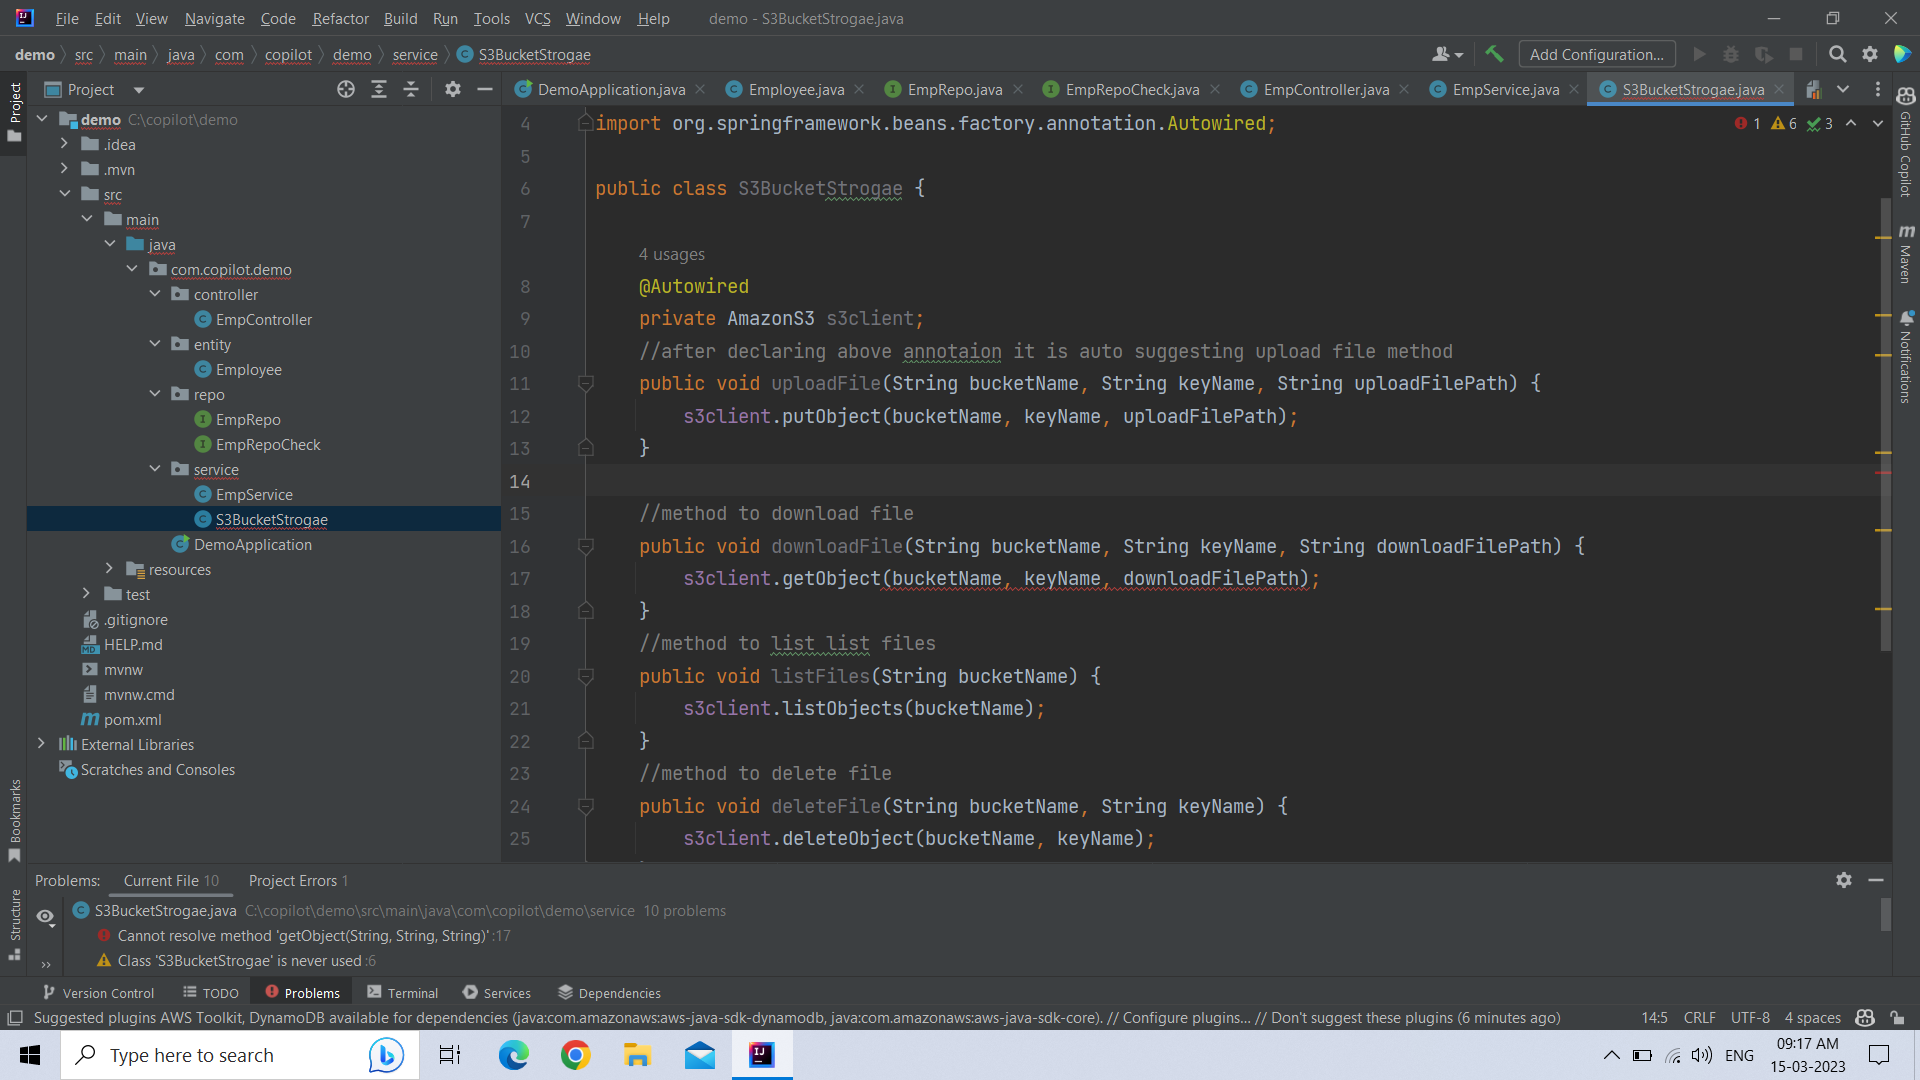 File Edit View Navigate Code Refactor Build Run Tools VCS Window Help demo - S3BucketStrogae.java
demo src main java com copilot demo service S3BucketStrogae Add Configuration...
Project
DemoApplication.java Employee.java EmpRepo.java EmpRepoCheck.java EmpController.java EmpService.java S3BucketStrogae.java
Project
Bookmarks
Structure
demo C:\copilot\demo
.idea
.mvn
src
main
java
com.copilot.demo
controller
EmpController
entity
Employee
repo
EmpRepo
EmpRepoCheck
service
EmpService
S3BucketStrogae
DemoApplication
resources
test
.gitignore
HELP.md
mvnw
mvnw.cmd
pom.xml
External Libraries
Scratches and Consoles
1 6 3
4 import org.springframework.beans.factory.annotation.Autowired;
5
6 public class S3BucketStrogae {
7
4 usages
8 @Autowired
9 private AmazonS3 s3client;
10 //after declaring above annotaion it is auto suggesting upload file method
11 public void uploadFile(String bucketName, String keyName, String uploadFilePath) {
12 s3client.putObject(bucketName, keyName, uploadFilePath);
13 }
14
15 //method to download file
16 public void downloadFile(String bucketName, String keyName, String downloadFilePath) {
17 s3client.getObject(bucketName, keyName, downloadFilePath);
18 }
19 //method to list list files
20 public void listFiles(String bucketName) {
21 s3client.listObjects(bucketName);
22 }
23 //method to delete file
24 public void deleteFile(String bucketName, String keyName) {
25 s3client.deleteObject(bucketName, keyName);
GitHub Copilot
Maven
Notifications
Problems: Current File 10 Project Errors 1
S3BucketStrogae.java C:\copilot\demo\src\main\java\com\copilot\demo\service 10 problems
Cannot resolve method 'getObject(String, String, String)' :17
Class 'S3BucketStrogae' is never used :6
Version Control TODO Problems Terminal Services Dependencies
Suggested plugins AWS Toolkit, DynamoDB available for dependencies (java:com.amazonaws:aws-java-sdk-dynamodb, java:com.amazonaws:aws-java-sdk-core). // Configure plugins... // Don't suggest these plugins (6 minutes ago) 14:5 CRLF UTF-8 4 spaces
Type here to search
ENG
09:17 AM
15-03-2023